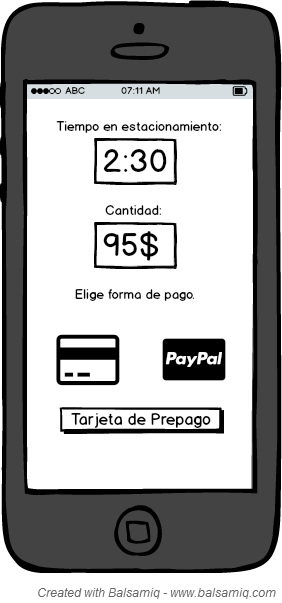 ABC 07:11 AM
Tiempo en estacionamiento:
2:30
Cantidad:
95$
Elige forma de pago.
PayPal
Tarjeta de Prepago
Created with Balsamiq - www.balsamiq.com